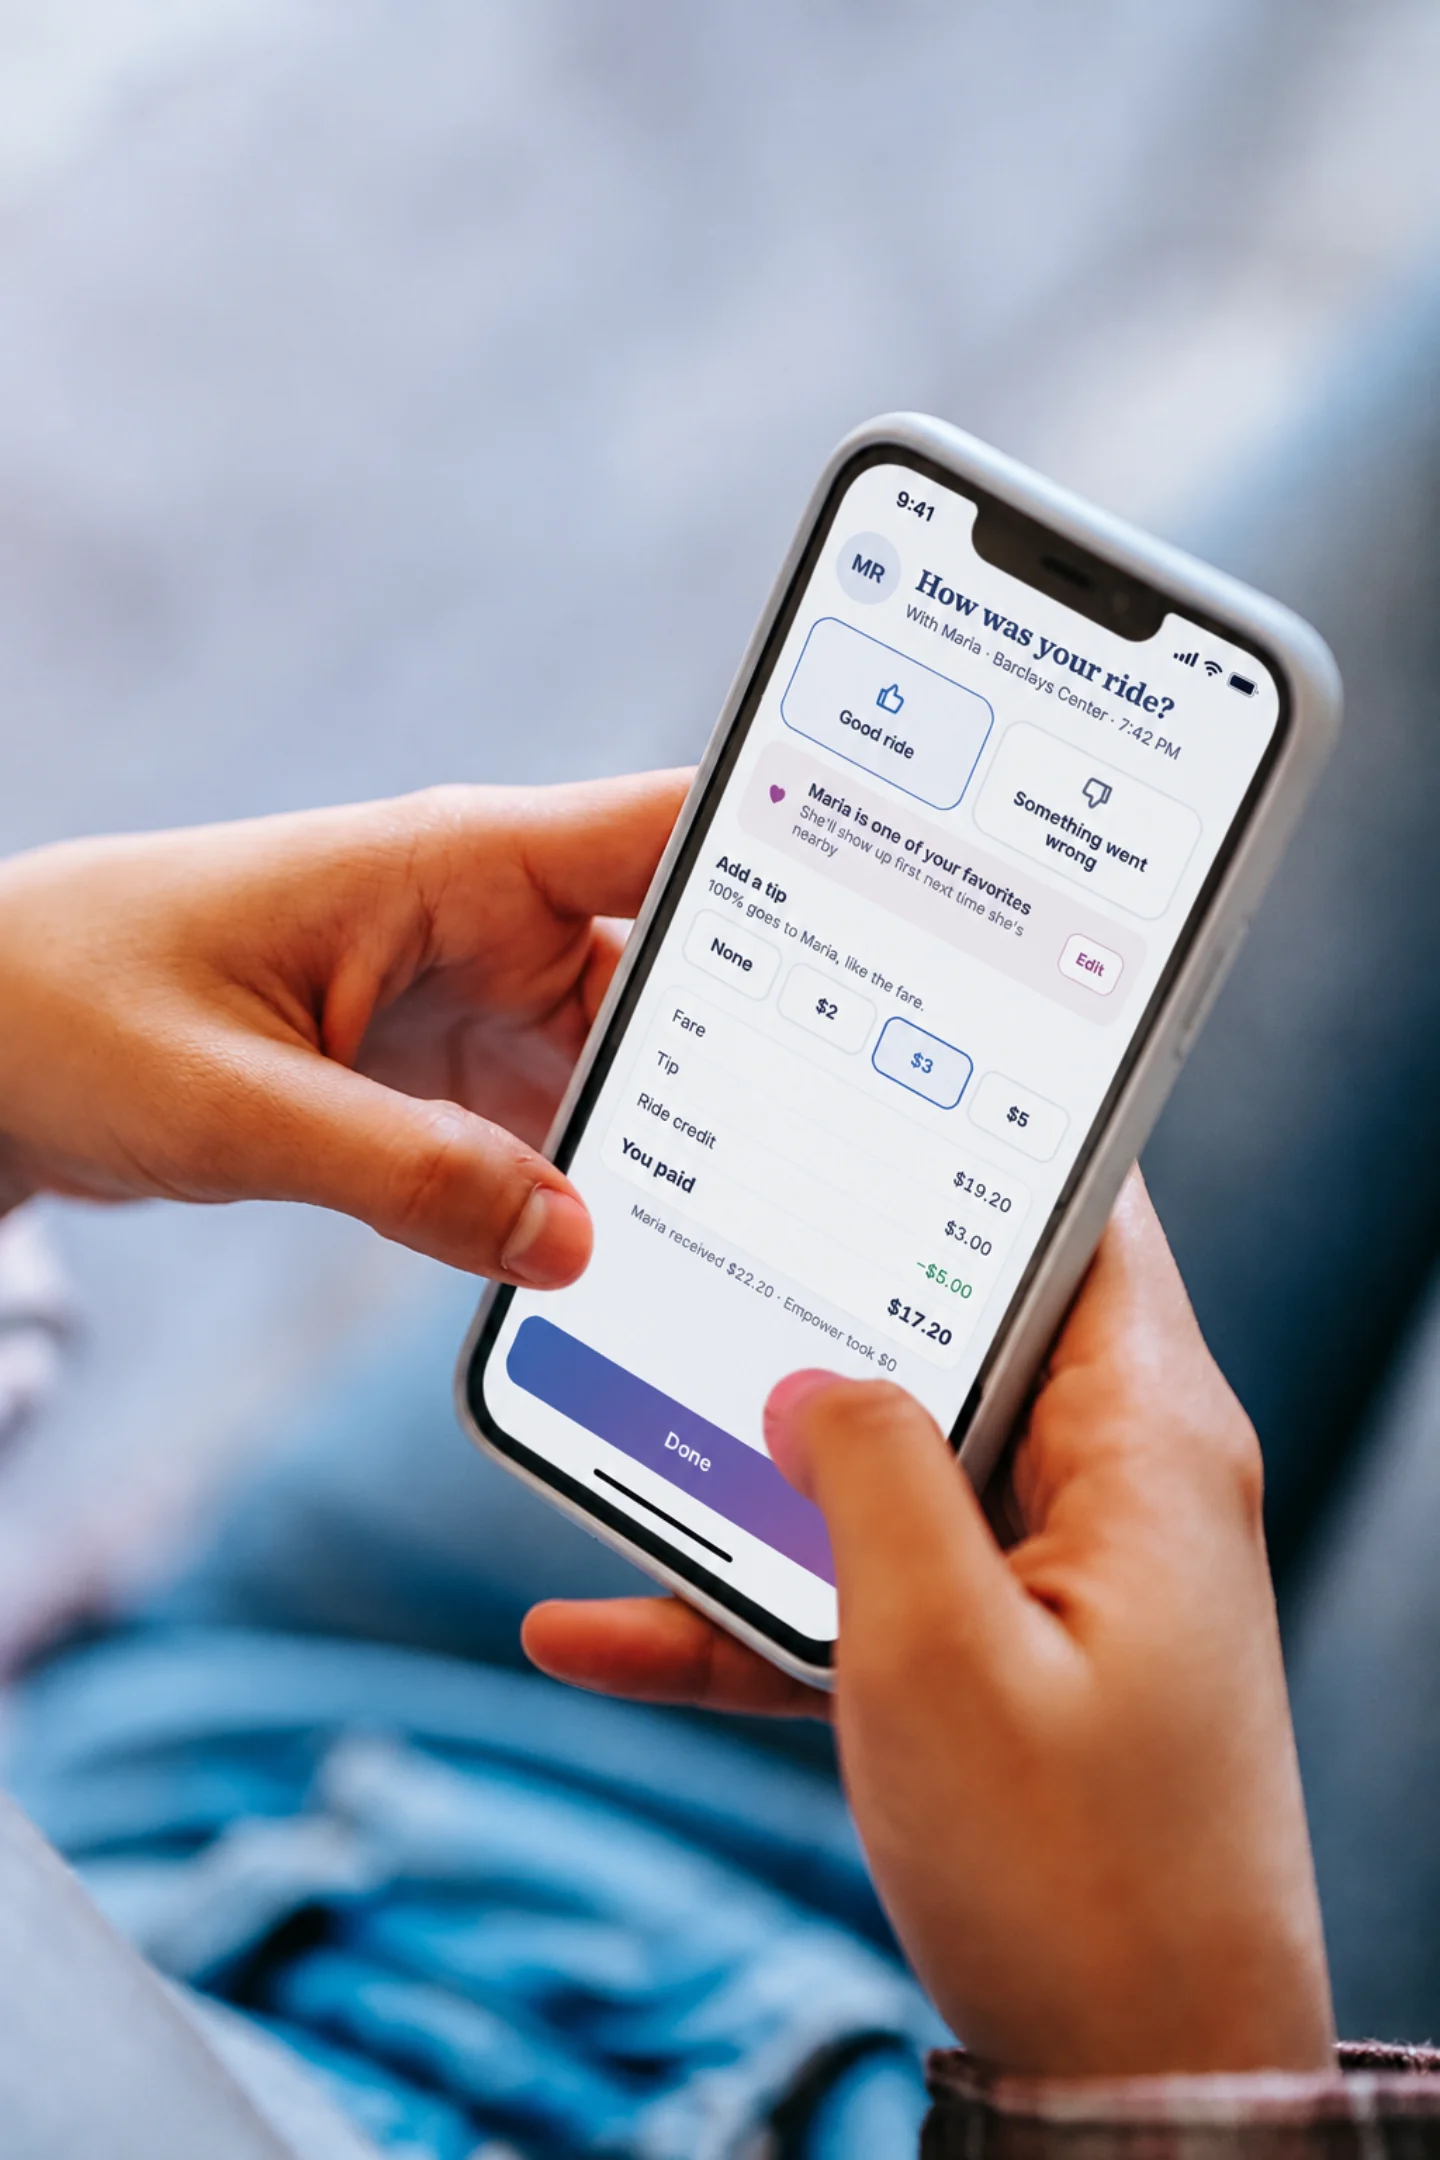 9:41
MR
How was your ride?
With Maria · Barclays Center · 7:42 PM
Good ride
Something went
wrong
Maria is one of your favorites
She'll show up first next time she's
nearby
Edit
Add a tip
100% goes to Maria, like the fare.
None
$2
$3
$5
Fare
$19.20
Tip
$3.00
Ride credit
-$5.00
You paid
$17.20
Maria received $22.20 · Empower took $0
Done